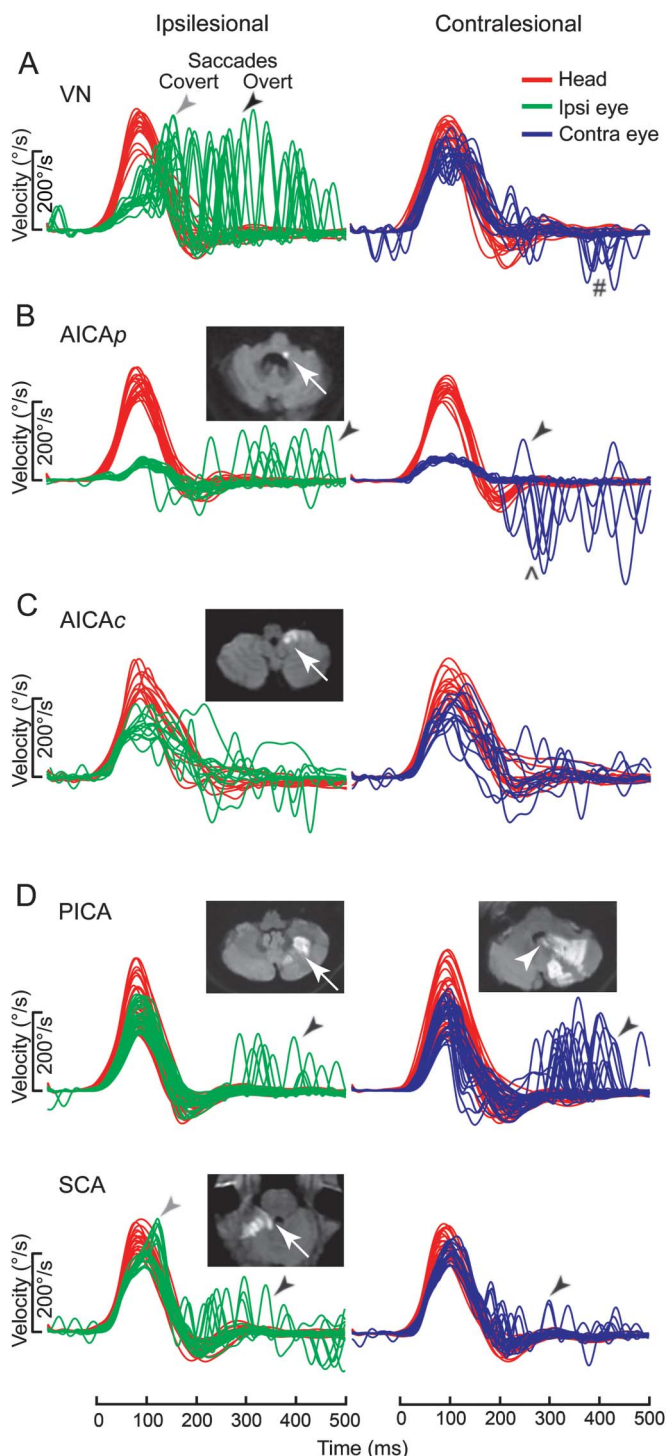 Ipsilesional
Contralesional
A
VN
Saccades
Covert Overt
Head
Ipsi eye
Contra eye
Velocity (°/s)
200°/s
#
B
AICAp
Velocity (°/s)
200°/s
^
C
AICAc
Velocity (°/s)
200°/s
D
PICA
Velocity (°/s)
200°/s
SCA
Velocity (°/s)
200°/s
0 100 200 300 400 500
0 100 200 300 400 500
Time (ms)